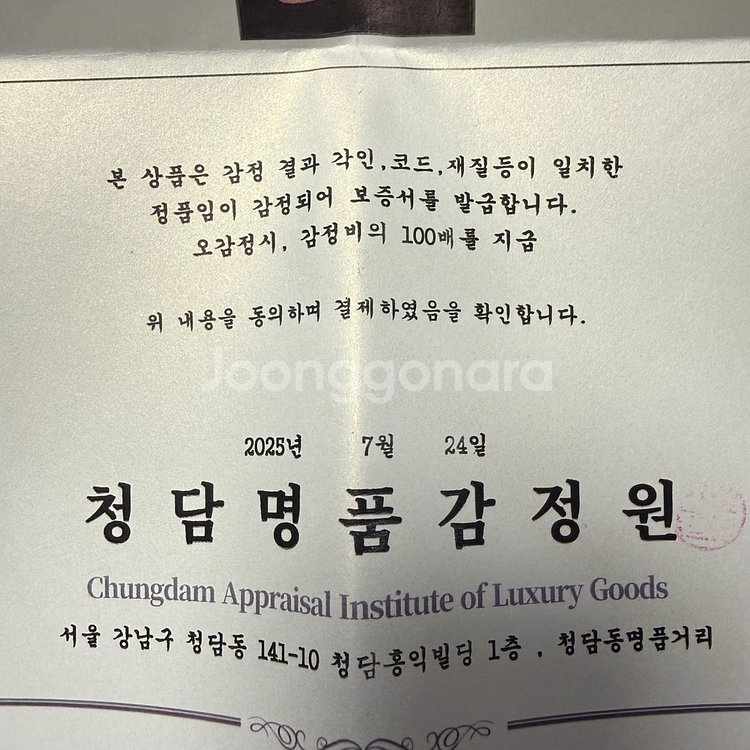 본 상품은 감정 결과 각인,코드,재질등이 일치한
정품임이 감정되어 보증서를 발급합니다.
오감정시, 감정비의 100배를 지급
위 내용을 동의하며 결제하였음을 확인합니다.
Joonggonara
2025년 7월 24일
청담명품감정원
Chungdam Appraisal Institute of Luxury Goods
서울 강남구 청담동 141-10 청담홍익빌딩 1층 , 청담동명품거리